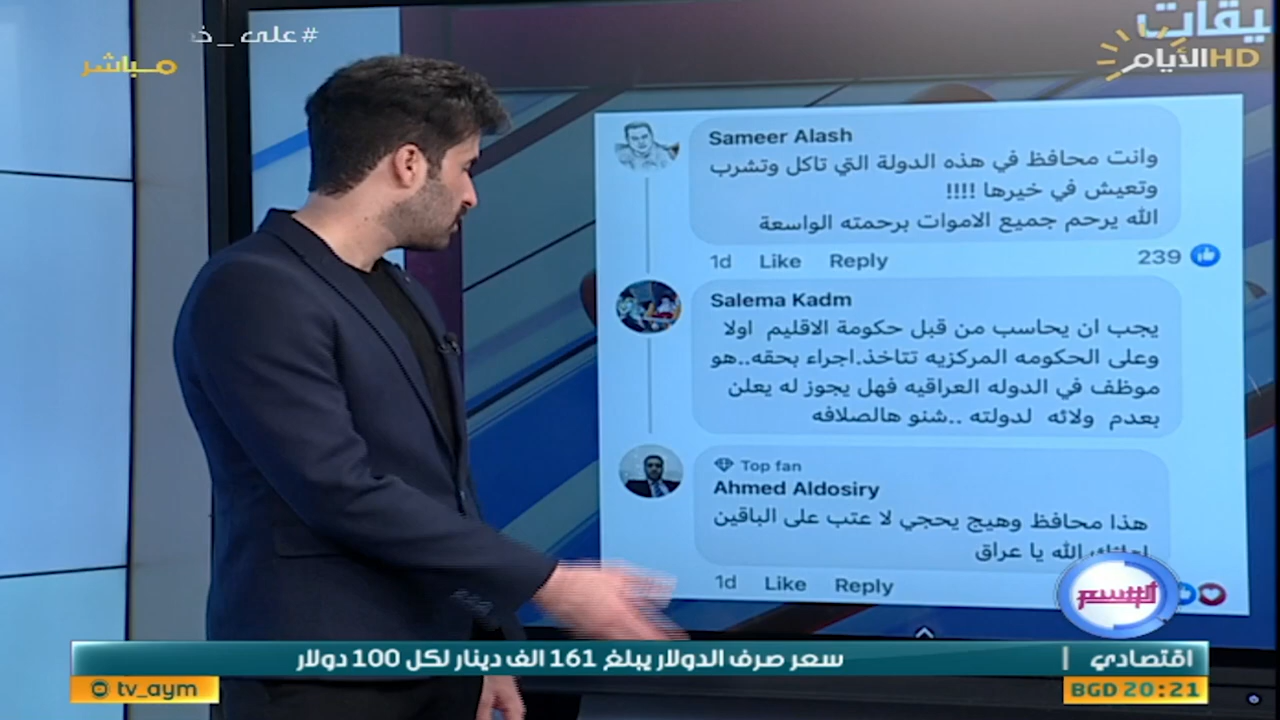 #على_خ
مباشر
يقات
الأيام HD
Sameer Alash
وانت محافظ في هذه الدولة التي تاكل وتشرب
وتعيش في خيرها !!!!
الله يرحم جميع الاموات برحمته الواسعة
1d Like Reply 239
Salema Kadm
يجب ان يحاسب من قبل حكومة الاقليم اولا
وعلى الحكومه المركزيه تتاخذ.اجراء بحقه..هو
موظف في الدوله العراقيه فهل يجوز له يعلن
بعدم ولائه لدولته ..شنو هالصلافه
Top fan
Ahmed Aldosiry
هذا محافظ وهيج يحجي لا عتب على الباقين
الله يا عراق
1d Like Reply
اقتصادي | سعر صرف الدولار يبلغ 161 الف دينار لكل 100 دولار
tv_aym
BGD 20:21